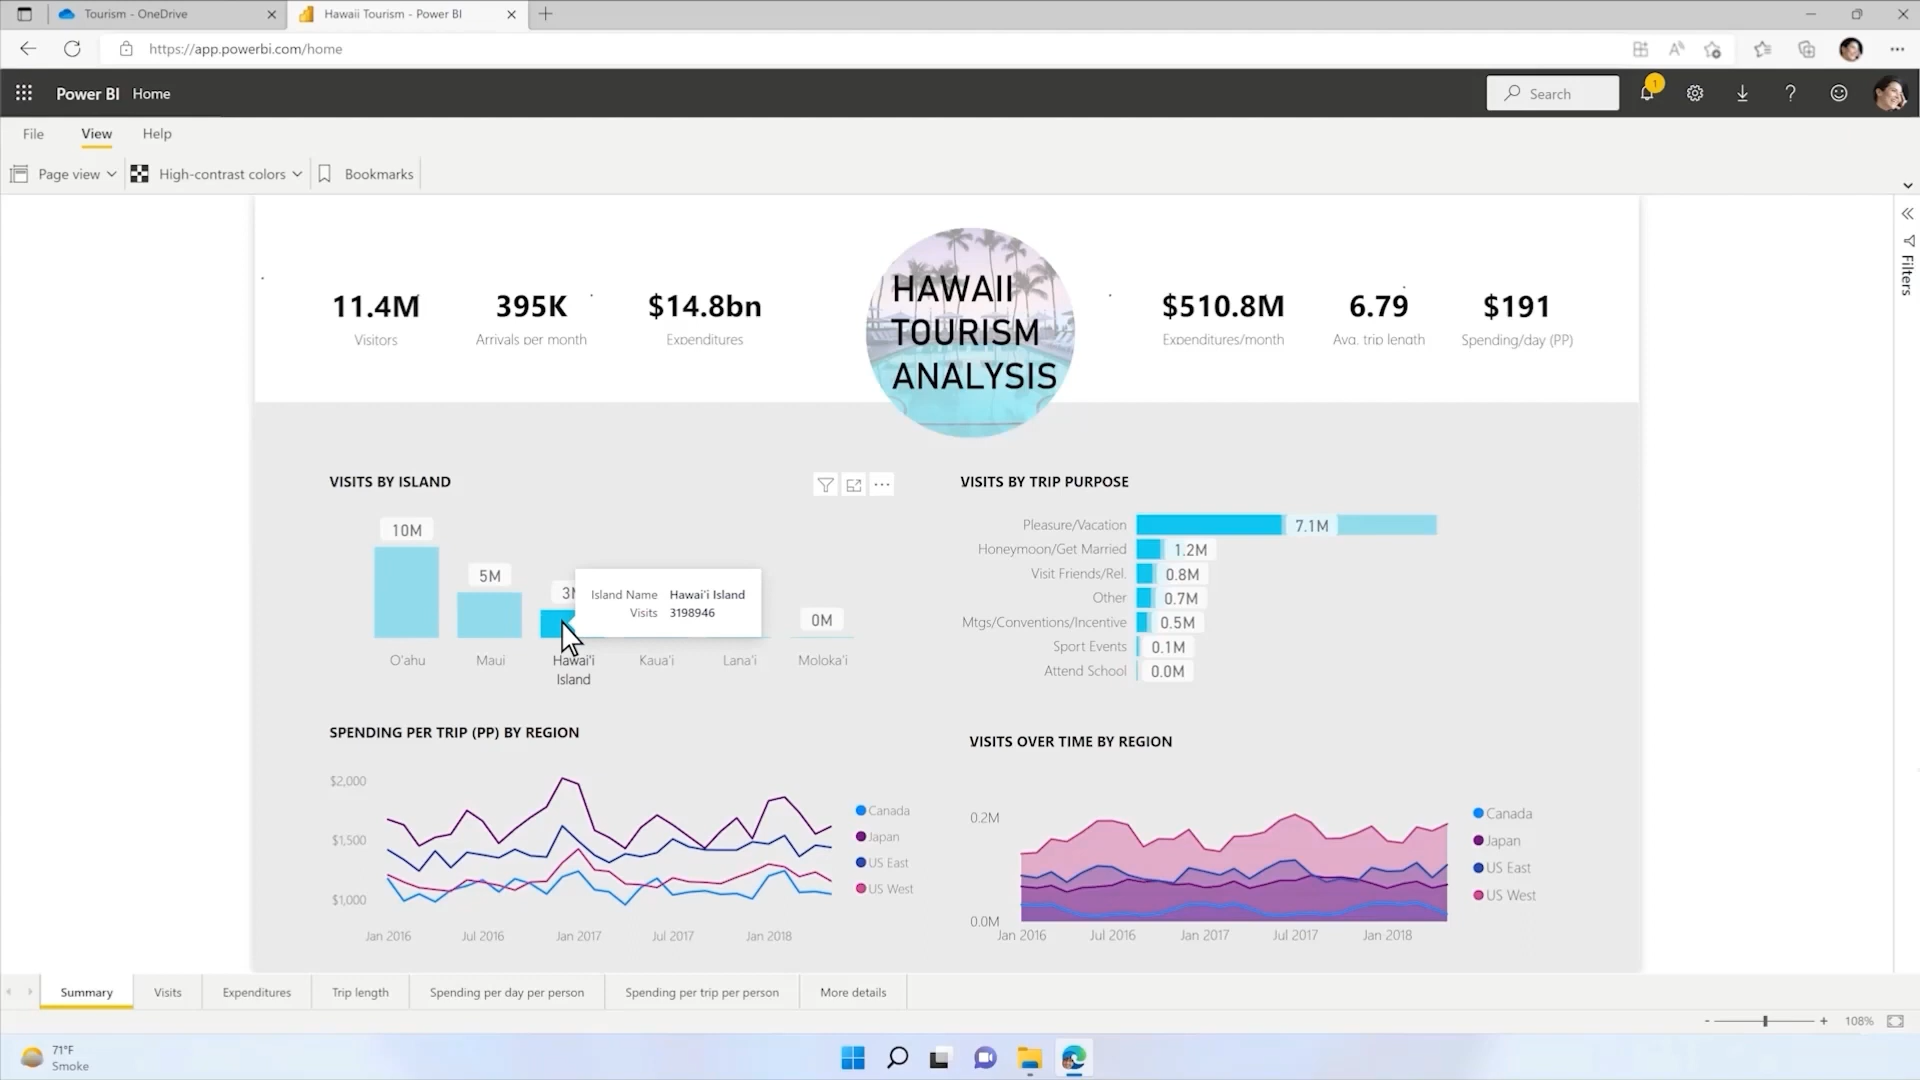 Tourism - OneDrive
Hawaii Tourism - Power BI
https://app.powerbi.com/home
Power BI Home
Search
1
File View Help
Page view
High-contrast colors
Bookmarks
Filters
11.4M
Visitors
395K
Arrivals per month
$14.8bn
Expenditures
HAWAII
TOURISM
ANALYSIS
$510.8M
Expenditures/month
6.79
Avg. trip length
$191
Spending/day (PP)
VISITS BY ISLAND
10M
5M
3M
0M
Island Name Hawai'i Island
Visits 3198946
O'ahu
Maui
Hawai'i
Island
Kaua'i
Lana'i
Moloka'i
VISITS BY TRIP PURPOSE
Pleasure/Vacation 7.1M
Honeymoon/Get Married 1.2M
Visit Friends/Rel. 0.8M
Other 0.7M
Mtgs/Conventions/Incentive 0.5M
Sport Events 0.1M
Attend School 0.0M
SPENDING PER TRIP (PP) BY REGION
$2,000
$1,500
$1,000
Jan 2016 Jul 2016 Jan 2017 Jul 2017 Jan 2018
Canada
Japan
US East
US West
VISITS OVER TIME BY REGION
0.2M
0.0M
Jan 2016 Jul 2016 Jan 2017 Jul 2017 Jan 2018
Canada
Japan
US East
US West
Summary Visits Expenditures Trip length Spending per day per person Spending per trip per person More details
- + 108%
71°F
Smoke